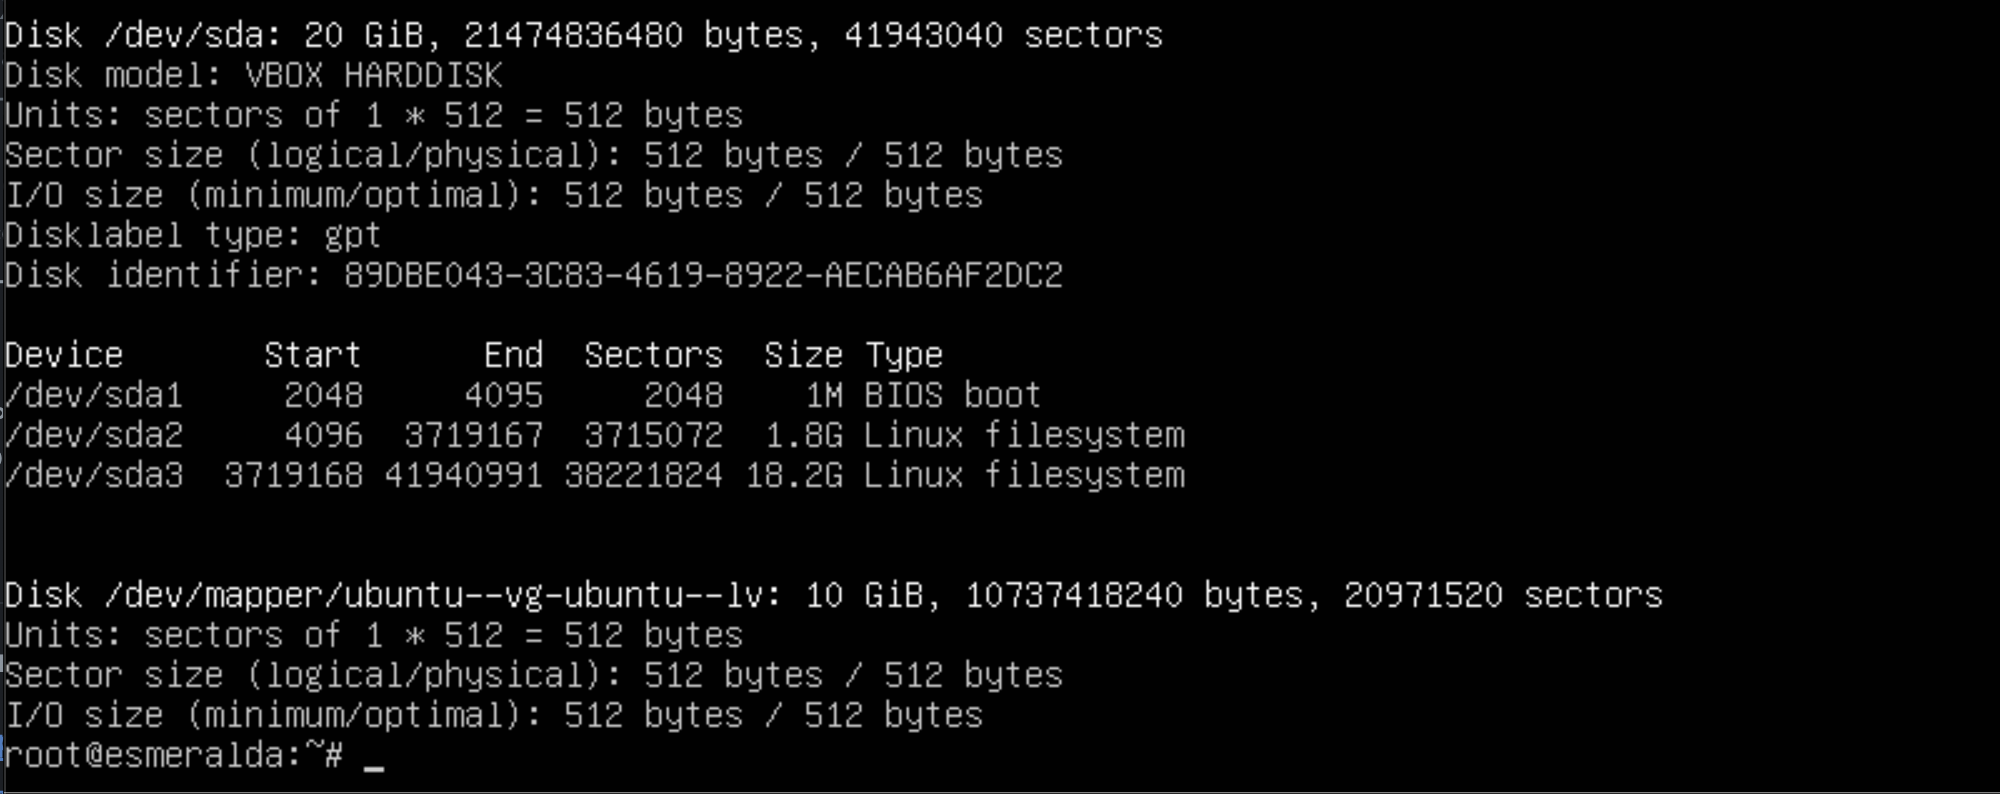 Disk /dev/sda: 20 GiB, 21474836480 bytes, 41943040 sectors
Disk model: VBOX HARDDISK
Units: sectors of 1 * 512 = 512 bytes
Sector size (logical/physical): 512 bytes / 512 bytes
I/O size (minimum/optimal): 512 bytes / 512 bytes
Disklabel type: gpt
Disk identifier: 89DBE043-3C83-4619-8922-AECAB6AF2DC2
Device       Start      End  Sectors  Size Type
/dev/sda1     2048     4095     2048    1M BIOS boot
/dev/sda2     4096  3719167  3715072  1.8G Linux filesystem
/dev/sda3  3719168 41940991 38221824 18.2G Linux filesystem
Disk /dev/mapper/ubuntu--vg-ubuntu--lv: 10 GiB, 10737418240 bytes, 20971520 sectors
Units: sectors of 1 * 512 = 512 bytes
Sector size (logical/physical): 512 bytes / 512 bytes
I/O size (minimum/optimal): 512 bytes / 512 bytes
root@esmeralda:~# _